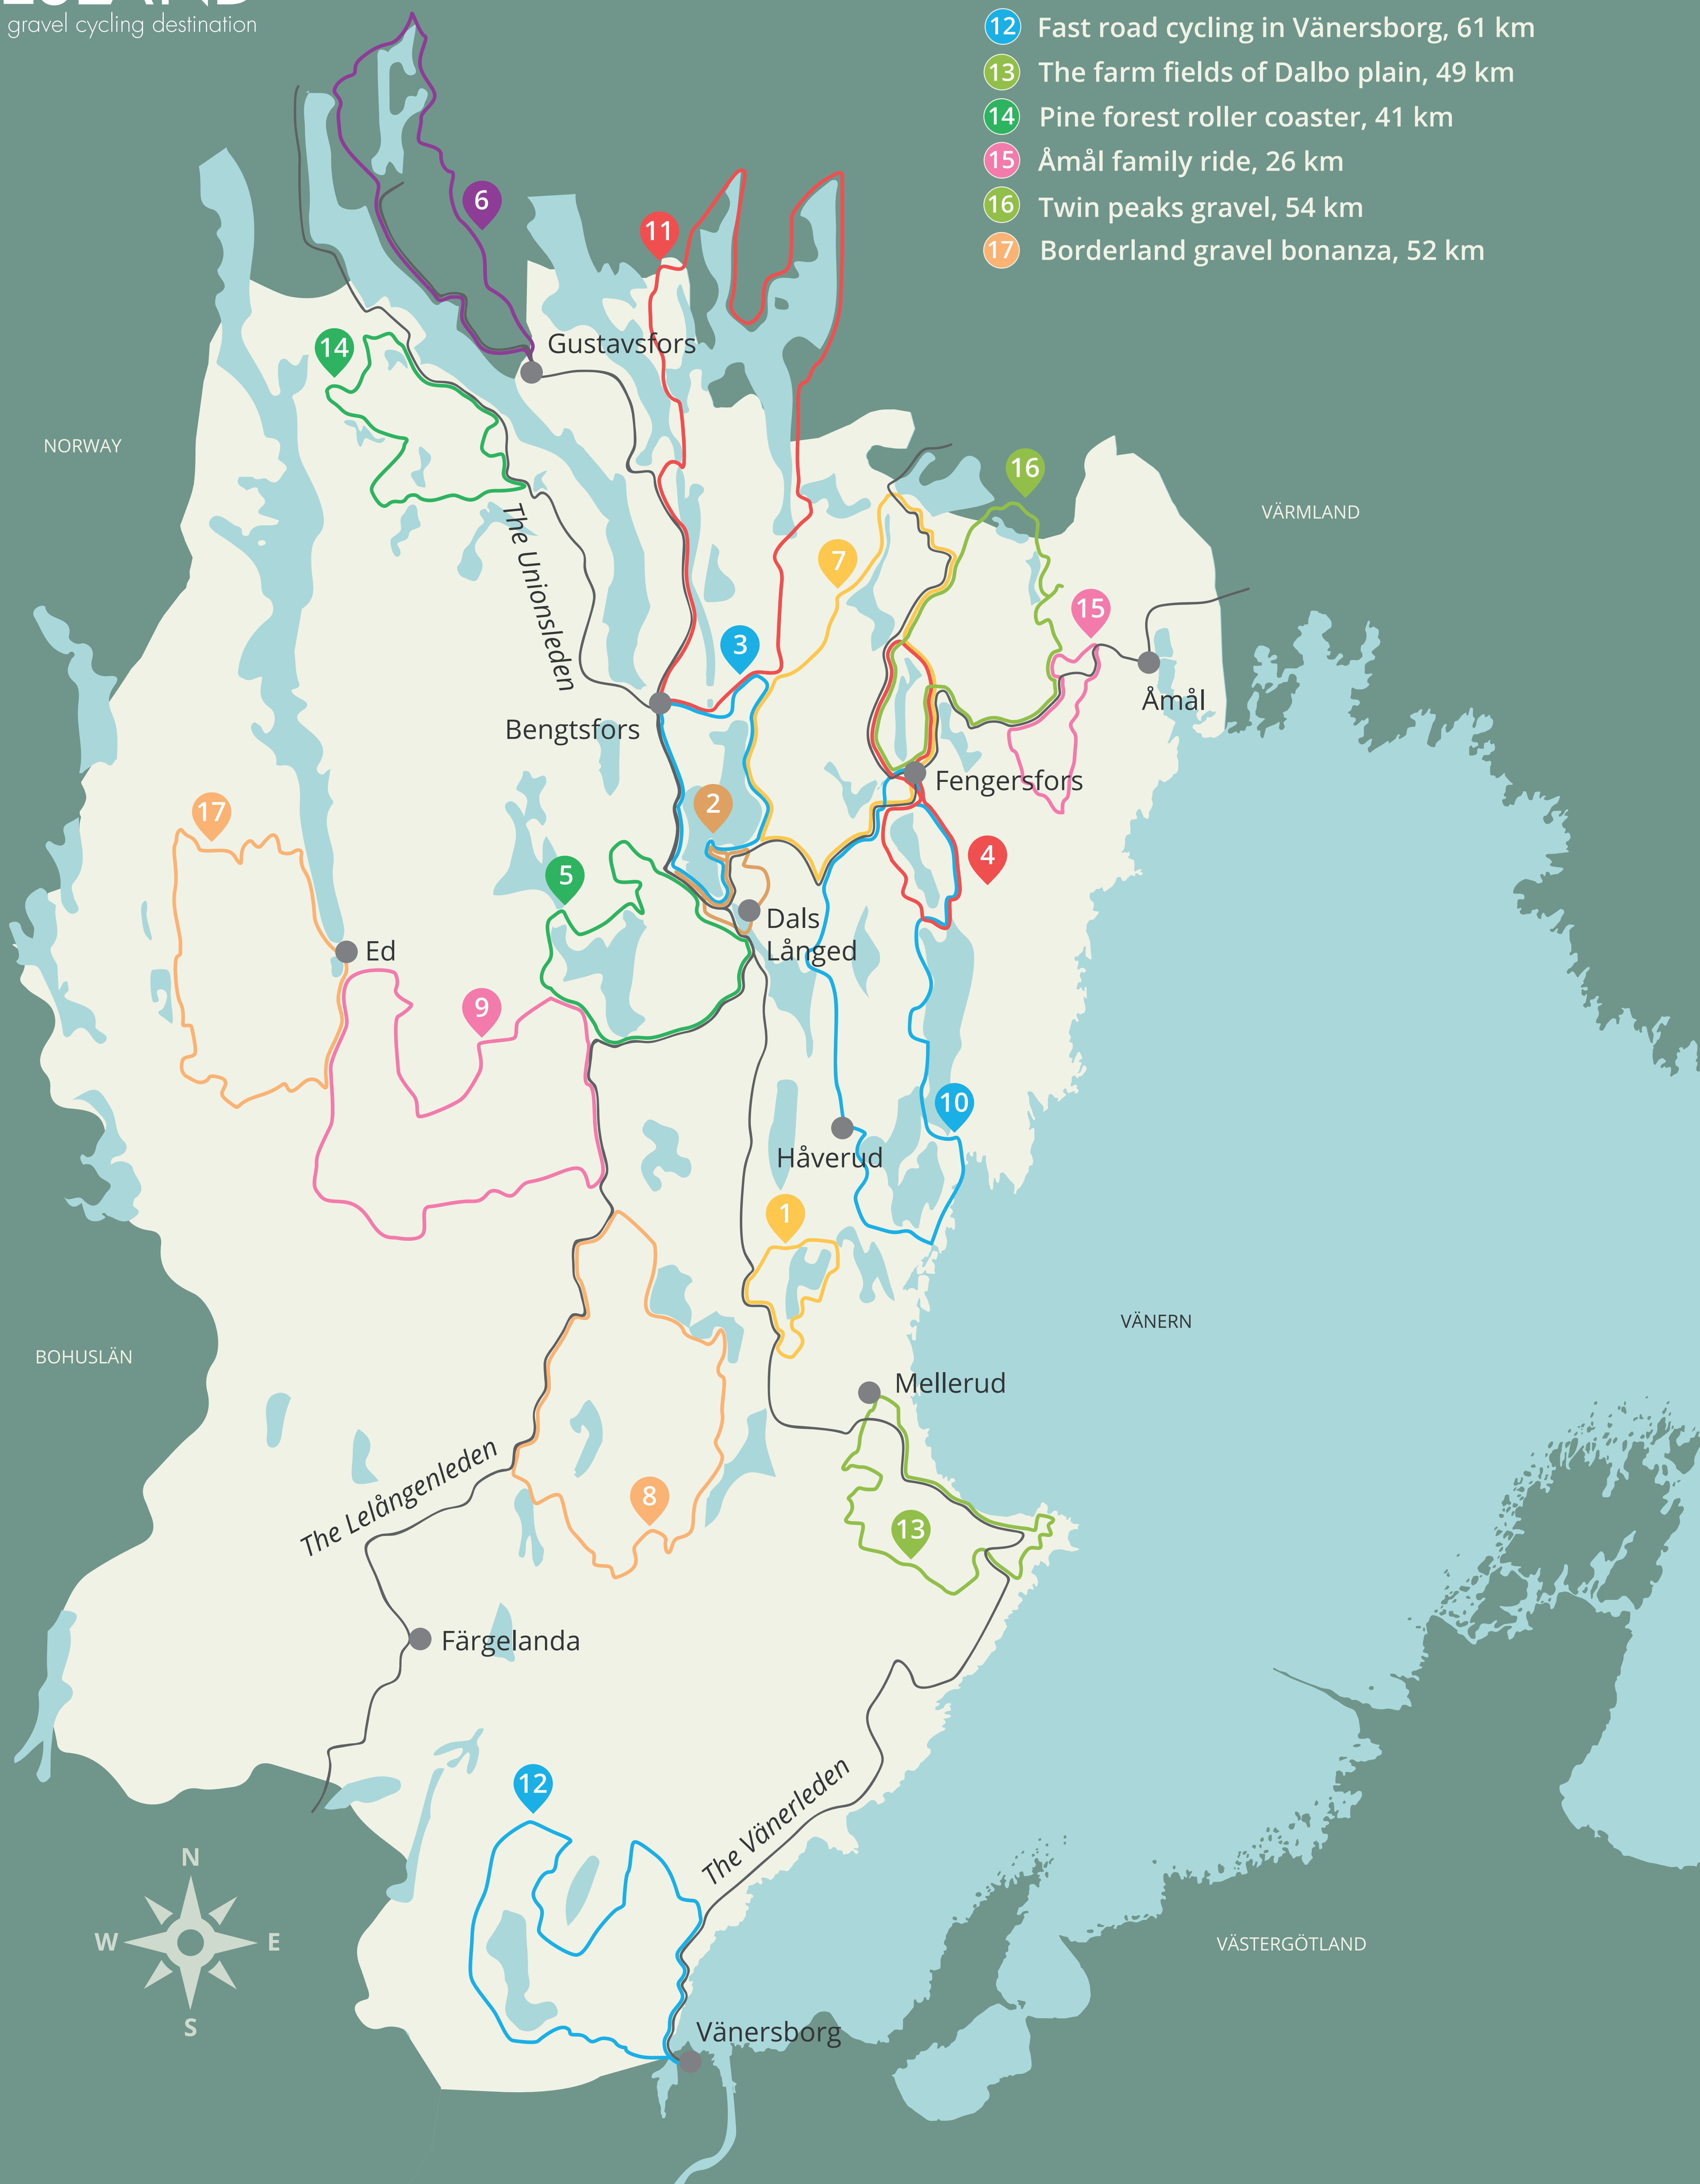 gravel cycling destination
12 Fast road cycling in Vänersborg, 61 km
13 The farm fields of Dalbo plain, 49 km
14 Pine forest roller coaster, 41 km
15 Åmål family ride, 26 km
16 Twin peaks gravel, 54 km
17 Borderland gravel bonanza, 52 km
6
11
Gustavsfors
14
NORWAY
16
VÄRMLAND
The Unionsleden
7
15
3
Åmål
Bengtsfors
Fengersfors
2
17
4
5
Dals
Långed
Ed
9
10
Håverud
1
VÄNERN
BOHUSLÄN
Mellerud
The Lelångenleden
8
13
Färgelanda
12
The Vänerleden
N
W
E
S
VÄSTERGÖTLAND
Vänersborg